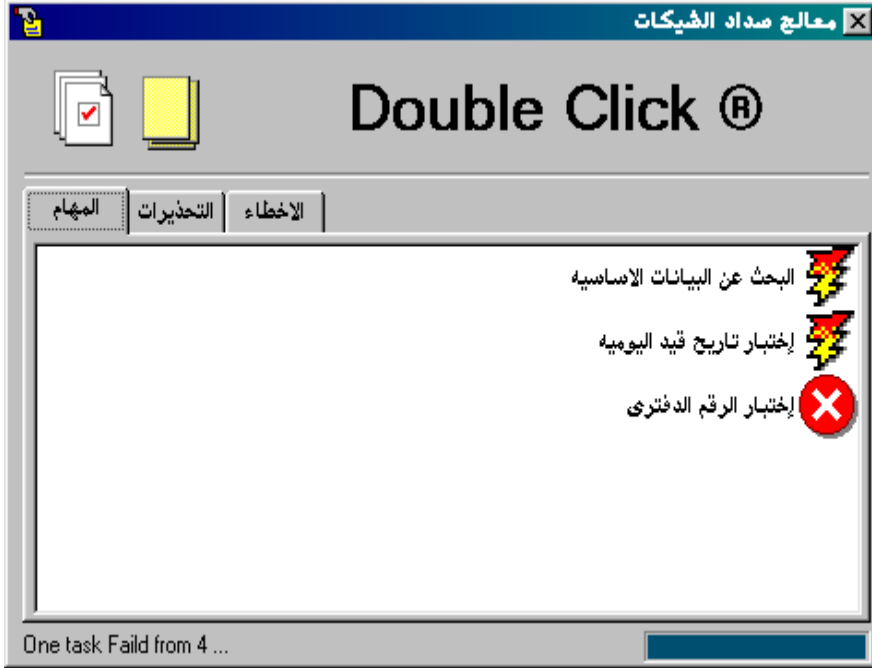 معالج سداد الشيكات
Double Click ®
المهام
التحذيرات
الاخطاء
البحث عن البيانات الاساسيه
إختبار تاريح قيد اليوميه
إختبار الرقم الدفترى
One task Faild from 4 ...